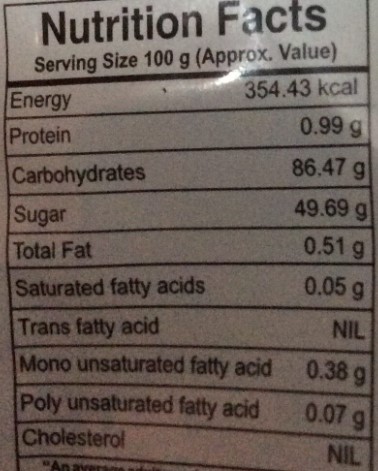 Nutrition Facts
Serving Size 100 g (Approx. Value)
Energy 354.43 kcal
Protein 0.99 g
Carbohydrates 86.47 g
Sugar 49.69 g
Total Fat 0.51 g
Saturated fatty acids 0.05 g
Trans fatty acid NIL
Mono unsaturated fatty acid 0.38 g
Poly unsaturated fatty acid 0.07 g
Cholesterol NIL
"An average